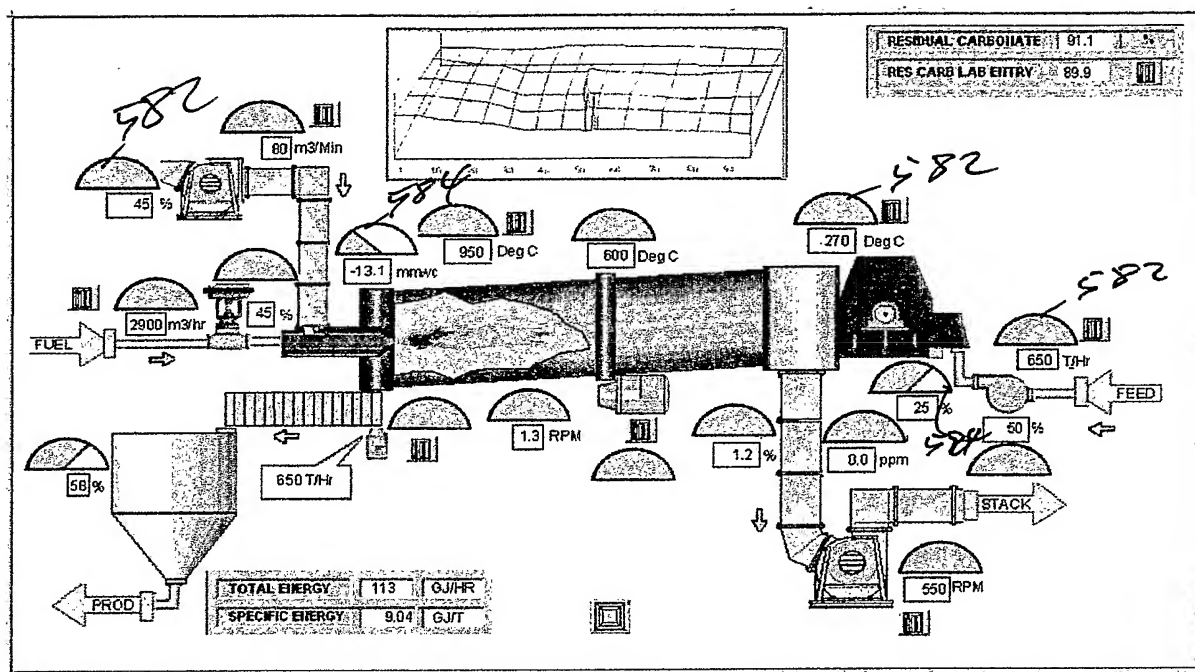 RESIDUAL CARBONATE 91.1 %
RES CARB LAB ENTRY 89.9
582
80 m3/Min
45 %
584
582
950 Deg C
600 Deg C
.270 Deg C
-13.1
582
2900 m3/hr
45 %
FUEL
650 T/Hr
25 %
FEED
1.3 RPM
50 %
584
1.2 %
0.0 ppm
58 %
650 T/Hr
STACK
TOTAL ENERGY 113 GJ/HR
550 RPM
PROD
SPECIFIC ENERGY 9.04 GJ/T